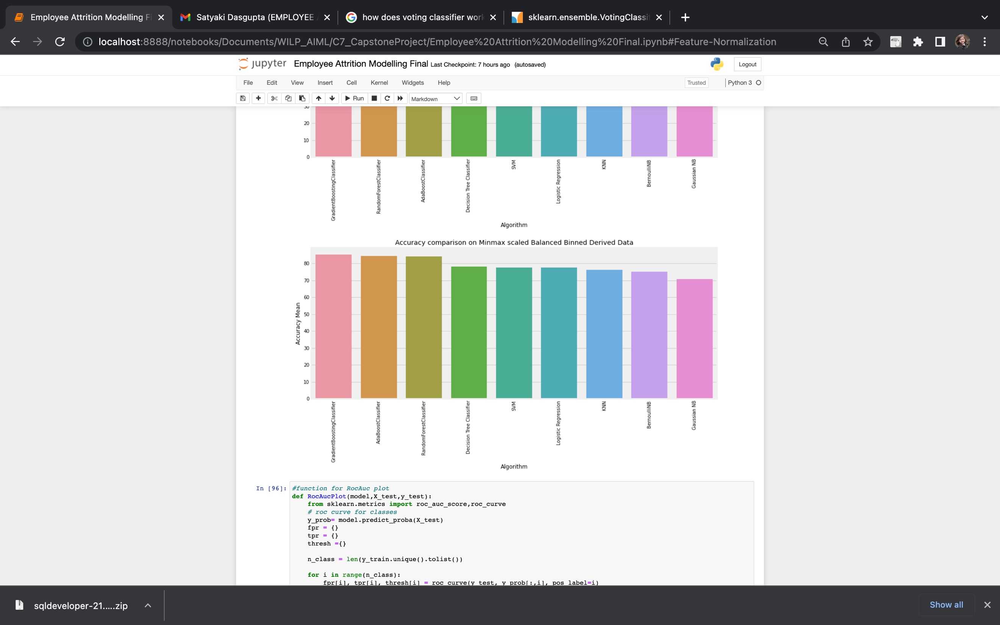 Employee Attrition Modelling Fi
Satyaki Dasgupta (EMPLOYEE A
how does voting classifier work
sklearn.ensemble.VotingClassif
localhost:8888/notebooks/Documents/WILP_AIML/C7_CapstoneProject/Employee%20Attrition%20Modelling%20Final.ipynb#Feature-Normalization
jupyter Employee Attrition Modelling Final Last Checkpoint: 7 hours ago (autosaved)
Logout
File Edit View Insert Cell Kernel Widgets Help
Trusted
Python 3
Run
Markdown
30
20
10
0
GradientBoostingClassifier
RandomForestClassifier
AdaBoostClassifier
Decision Tree Classifier
SVM
Logistic Regression
KNN
BernoulliNB
Gaussian NB
Algorithm
Accuracy comparison on Minmax scaled Balanced Binned Derived Data
Accuracy Mean
80
70
60
50
40
30
20
10
0
GradientBoostingClassifier
AdaBoostClassifier
RandomForestClassifier
Decision Tree Classifier
SVM
Logistic Regression
KNN
BernoulliNB
Gaussian NB
Algorithm
In [96]:
#function for RocAuc plot
def RocAucPlot(model,X_test,y_test):
    from sklearn.metrics import roc_auc_score,roc_curve
    # roc curve for classes
    y_prob= model.predict_proba(X_test)
    fpr = {}
    tpr = {}
    thresh ={}
    n_class = len(y_train.unique().tolist())
    for i in range(n_class):
        fpr[i], tpr[i], thresh[i] = roc_curve(y_test, y_prob[:,i], pos_label=i)
sqldeveloper-21.....zip
Show all